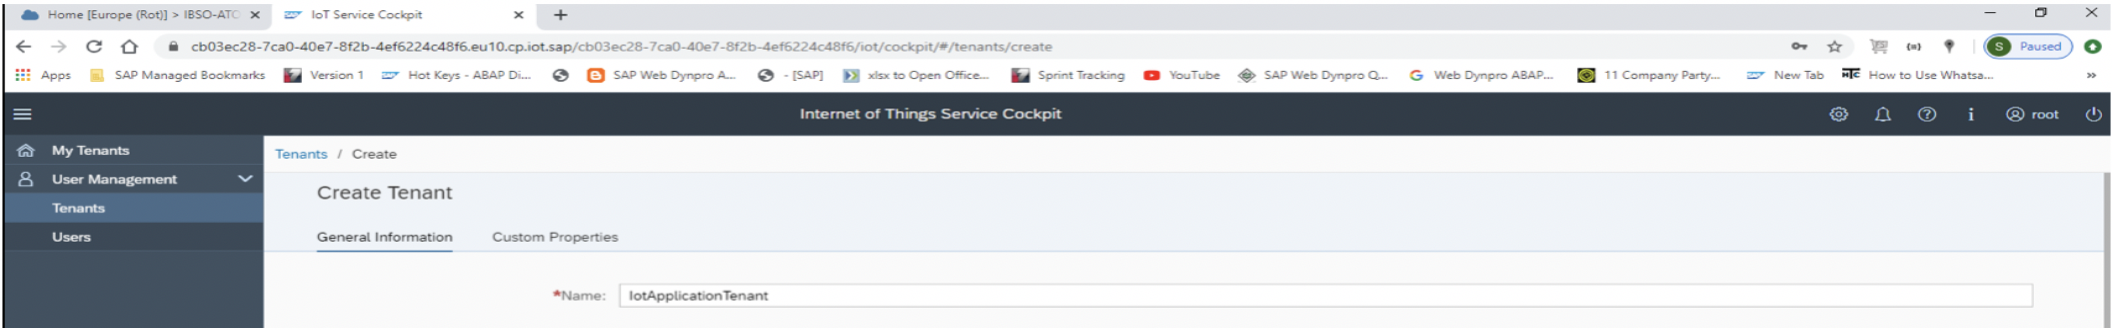 Home [Europe (Rot)] > IBSO-ATO
IoT Service Cockpit
cb03ec28-7ca0-40e7-8f2b-4ef6224c48f6.eu10.cp.iot.sap/cb03ec28-7ca0-40e7-8f2b-4ef6224c48f6/iot/cockpit/#/tenants/create
S Paused
Apps SAP Managed Bookmarks Version 1 Hot Keys - ABAP Di... SAP Web Dynpro A... - [SAP] xlsx to Open Office... Sprint Tracking YouTube SAP Web Dynpro Q... Web Dynpro ABAP... 11 Company Party... New Tab How to Use Whatsa... »
Internet of Things Service Cockpit
root
My Tenants
Tenants / Create
User Management
Create Tenant
Tenants
Users
General Information Custom Properties
*Name: IotApplicationTenant